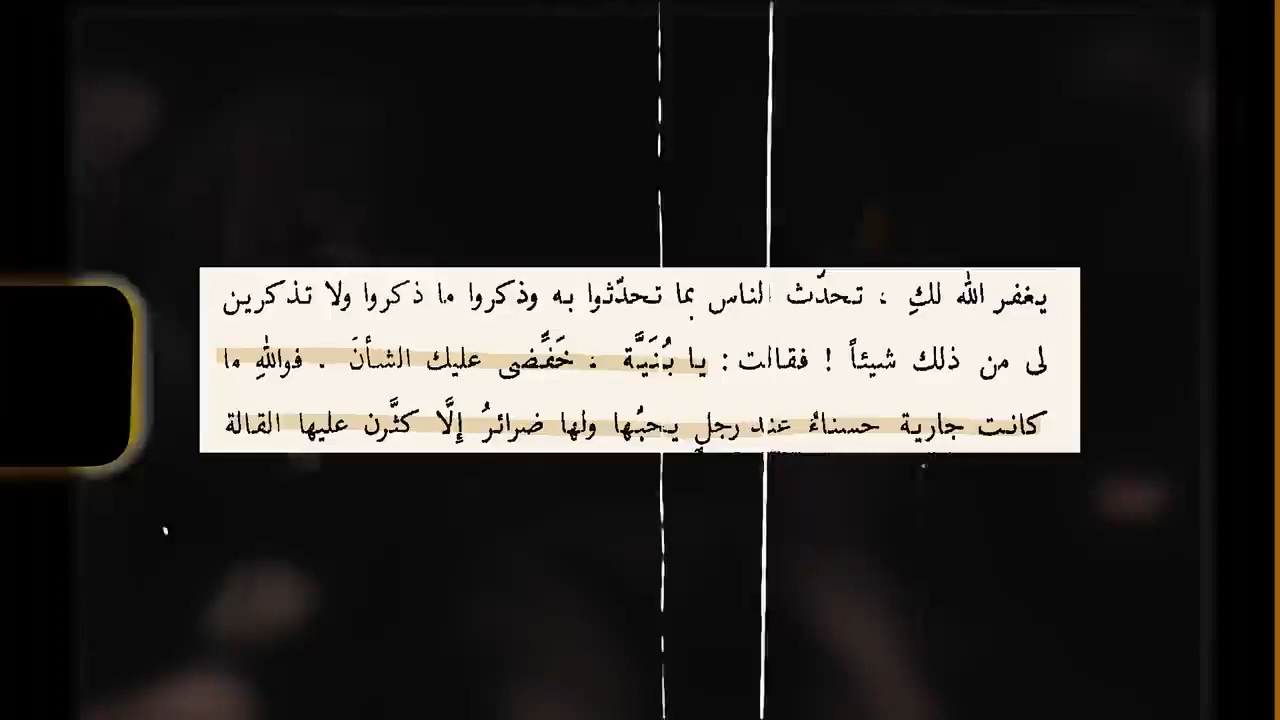 يغفر الله لكِ ، تحدّث الناس بما تحدّثوا به وذكروا ما ذكروا ولا تذكرين
لى من ذلك شيئاً ! فقالت : يا بُنَيَّة ، خَفِّضى عليك الشأنَ . فواللهِ ما
كانت جارية حسناءُ عند رجلٍ يحبُّها ولها ضرائرُ إلَّا كثَّرن عليها القالة